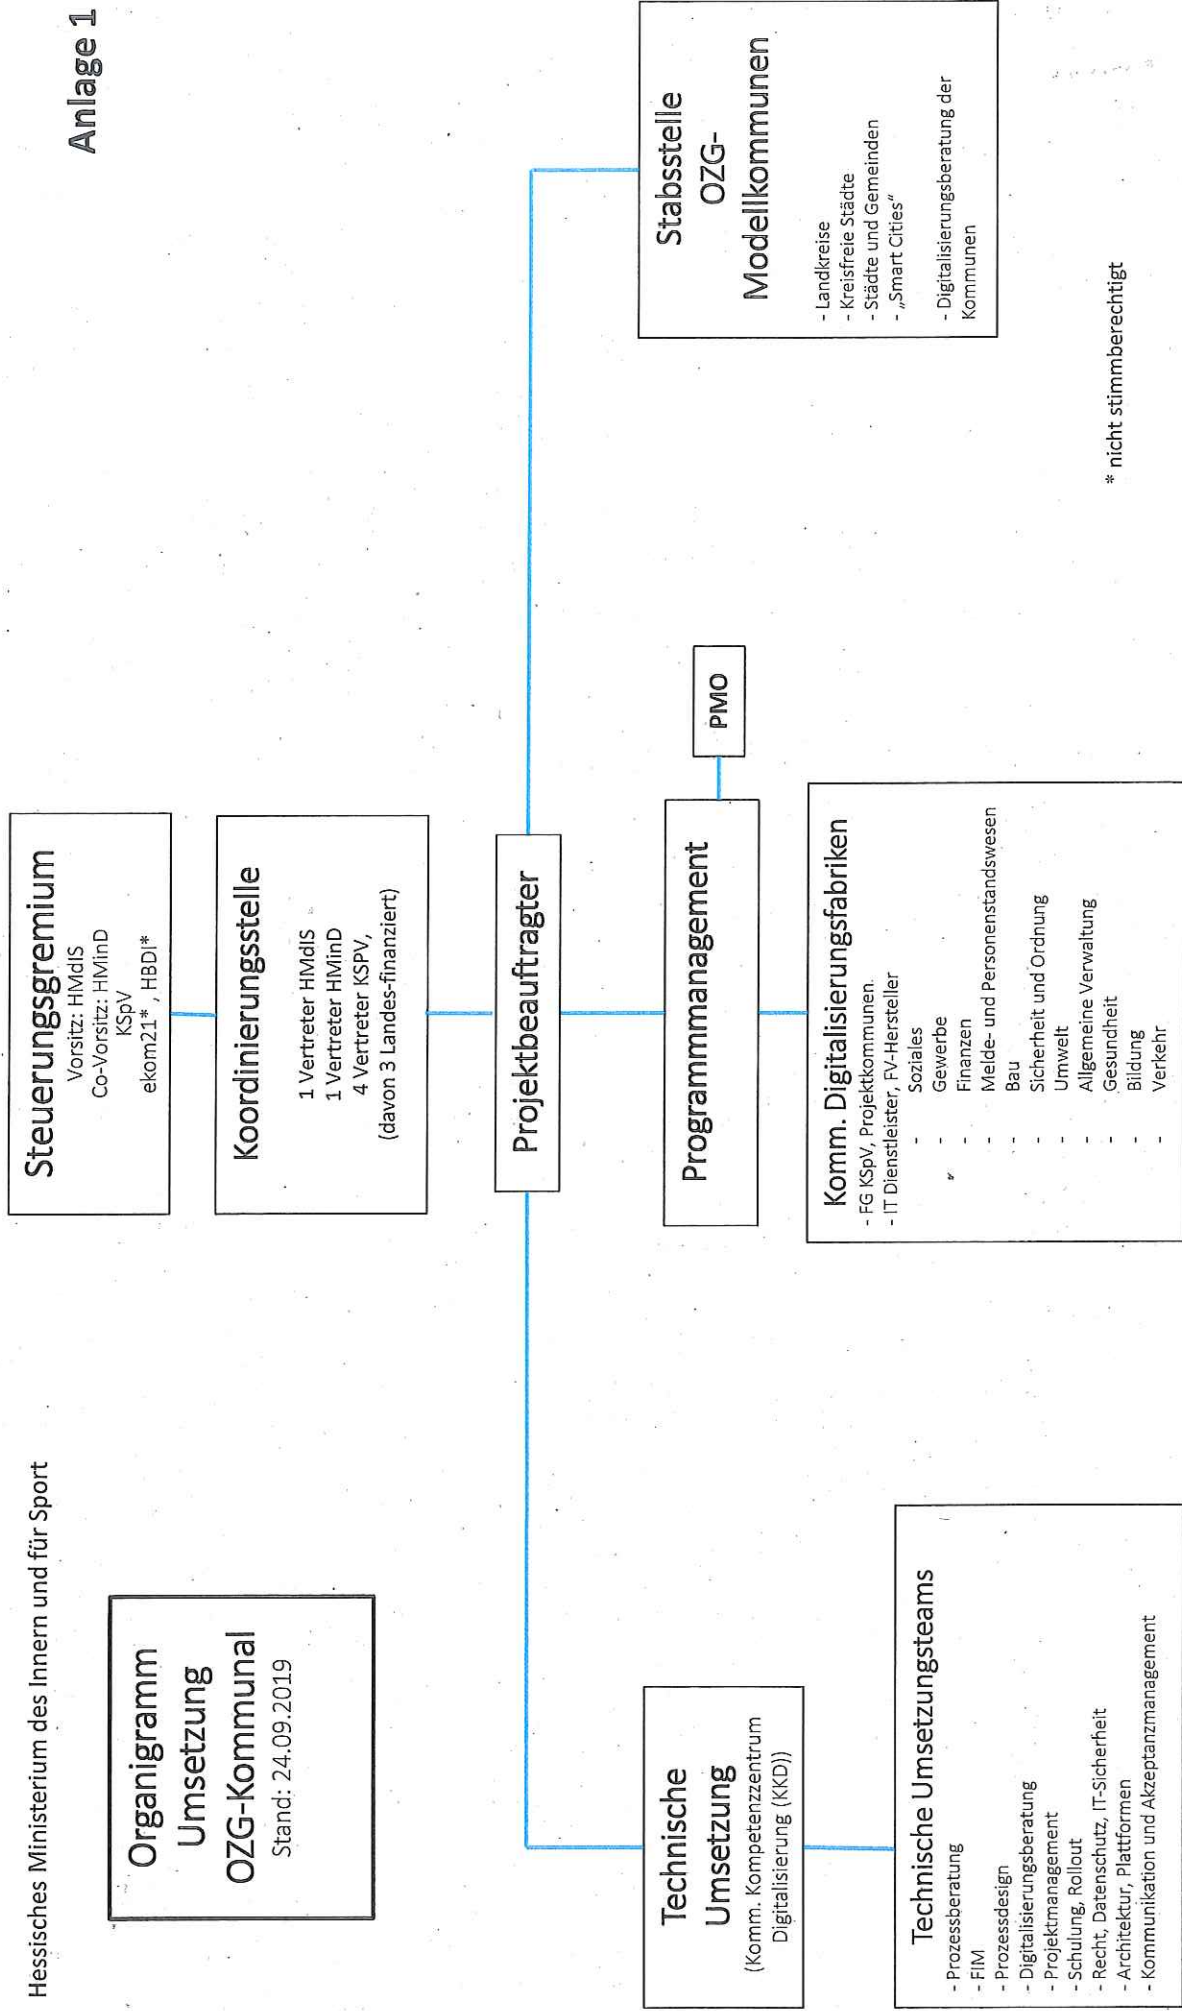 Hessisches Ministerium des Innern und für Sport
Anlage 1
Organigramm
Umsetzung
OZG-Kommunal
Stand: 24.09.2019
Steuerungsgremium
Vorsitz: HMdIS
Co-Vorsitz: HMinD
KSpV
ekom21* , HBDI*
Koordinierungsstelle
1 Vertreter HMdIS
1 Vertreter HMinD
4 Vertreter KSPV,
(davon 3 Landes-finanziert)
Projektbeauftragter
Technische
Umsetzung
(Komm. Kompetenzzentrum
Digitalisierung (KKD))
Programmmanagement
PMO
Stabsstelle
OZG-
Modellkommunen
- Landkreise
- Kreisfreie Städte
- Städte und Gemeinden
- „Smart Cities“
- Digitalisierungsberatung der
Kommunen
Technische Umsetzungsteams
- Prozessberatung
- FIM
- Prozessdesign
- Digitalisierungsberatung
- Projektmanagement
- Schulung, Rollout
- Recht, Datenschutz, IT-Sicherheit
- Architektur, Plattformen
- Kommunikation und Akzeptanzmanagement
Komm. Digitalisierungsfabriken
- FG KSpV, Projektkommunen.
- IT Dienstleister, FV-Hersteller
- Soziales
- Gewerbe
- Finanzen
- Melde- und Personenstandswesen
- Bau
- Sicherheit und Ordnung
- Umwelt
- Allgemeine Verwaltung
- Gesundheit
- Bildung
- Verkehr
* nicht stimmberechtigt